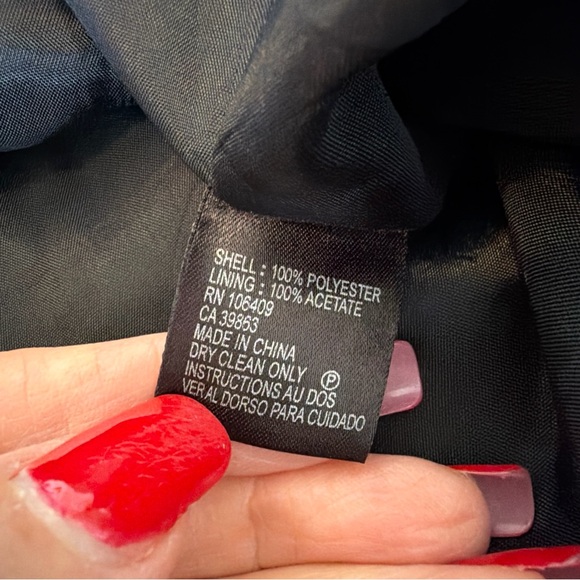 SHELL : 100% POLYESTER
LINING : 100% ACETATE
RN 106409
CA 39863
MADE IN CHINA
DRY CLEAN ONLY Ⓟ
INSTRUCTIONS AU DOS
VER AL DORSO PARA CUIDADO